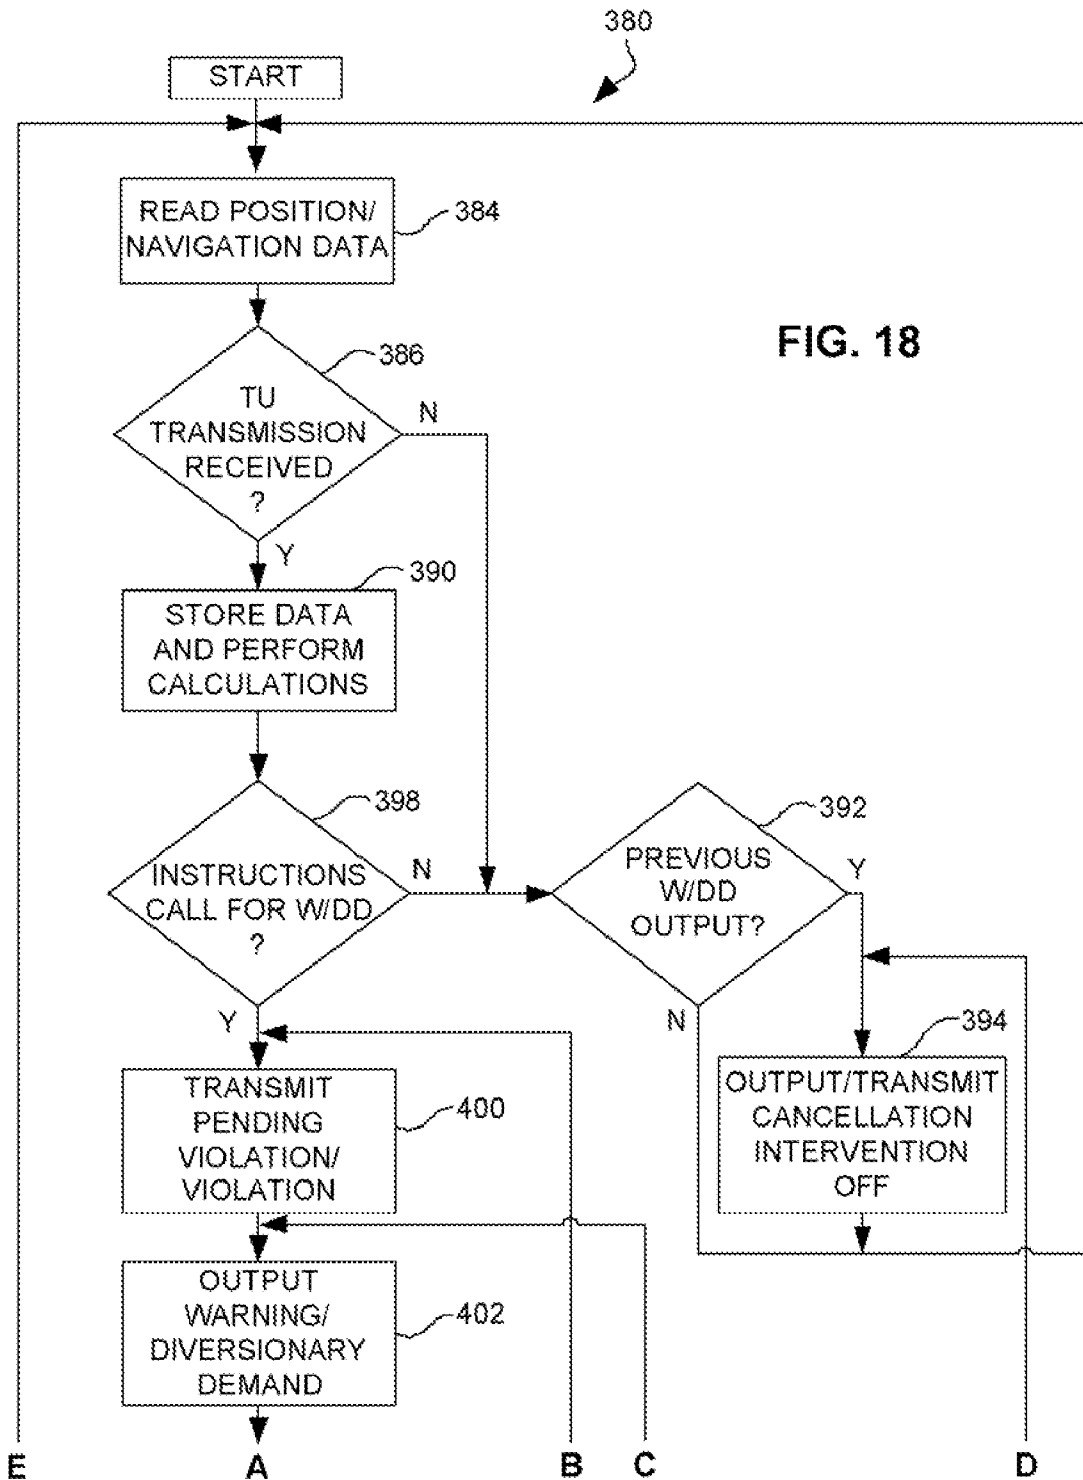 380
START
READ POSITION/
NAVIGATION DATA
384
FIG. 18
386
TU
TRANSMISSION
RECEIVED
?
N
Y
390
STORE DATA
AND PERFORM
CALCULATIONS
398
INSTRUCTIONS
CALL FOR W/DD
?
N
Y
392
PREVIOUS
W/DD
OUTPUT?
Y
N
394
OUTPUT/TRANSMIT
CANCELLATION
INTERVENTION
OFF
TRANSMIT
PENDING
VIOLATION/
VIOLATION
400
OUTPUT
WARNING/
DIVERSIONARY
DEMAND
402
E
A
B
C
D